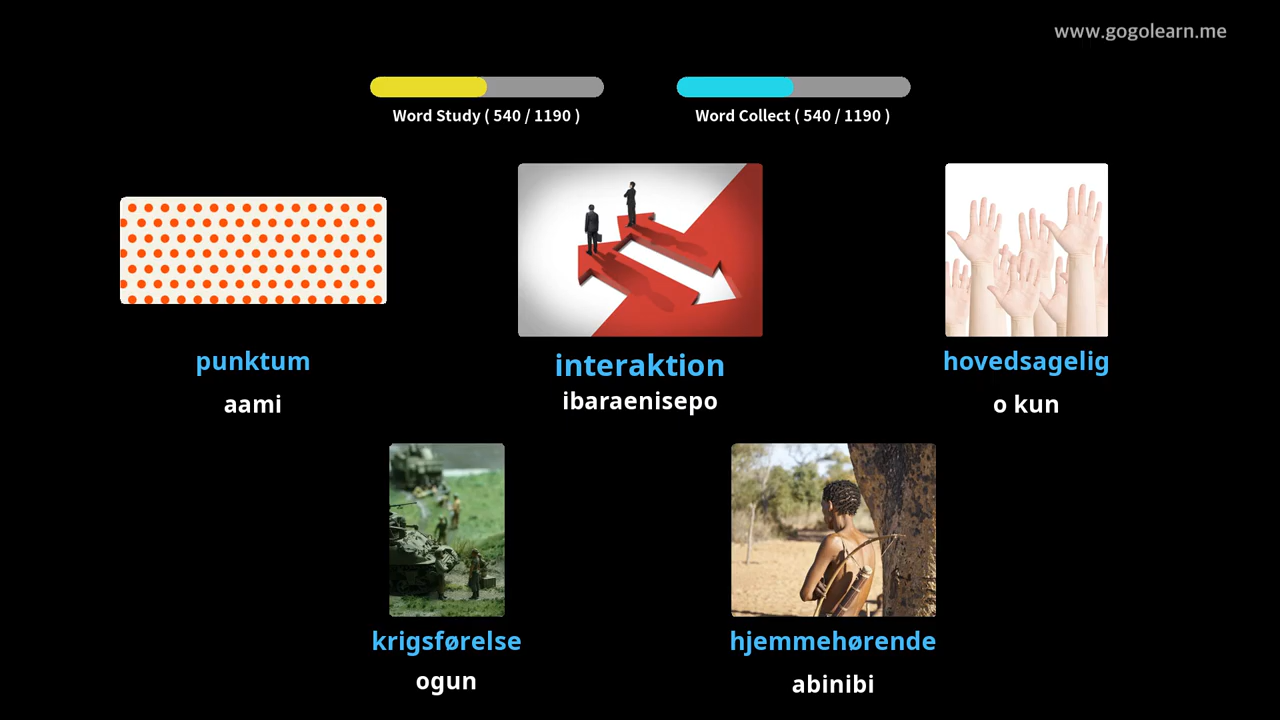 www.gogolearn.me
Word Study ( 540 / 1190 )
Word Collect ( 540 / 1190 )
punktum
aami
interaktion
ibaraenisepo
hovedsagelig
o kun
krigsførelse
ogun
hjemmehørende
abinibi